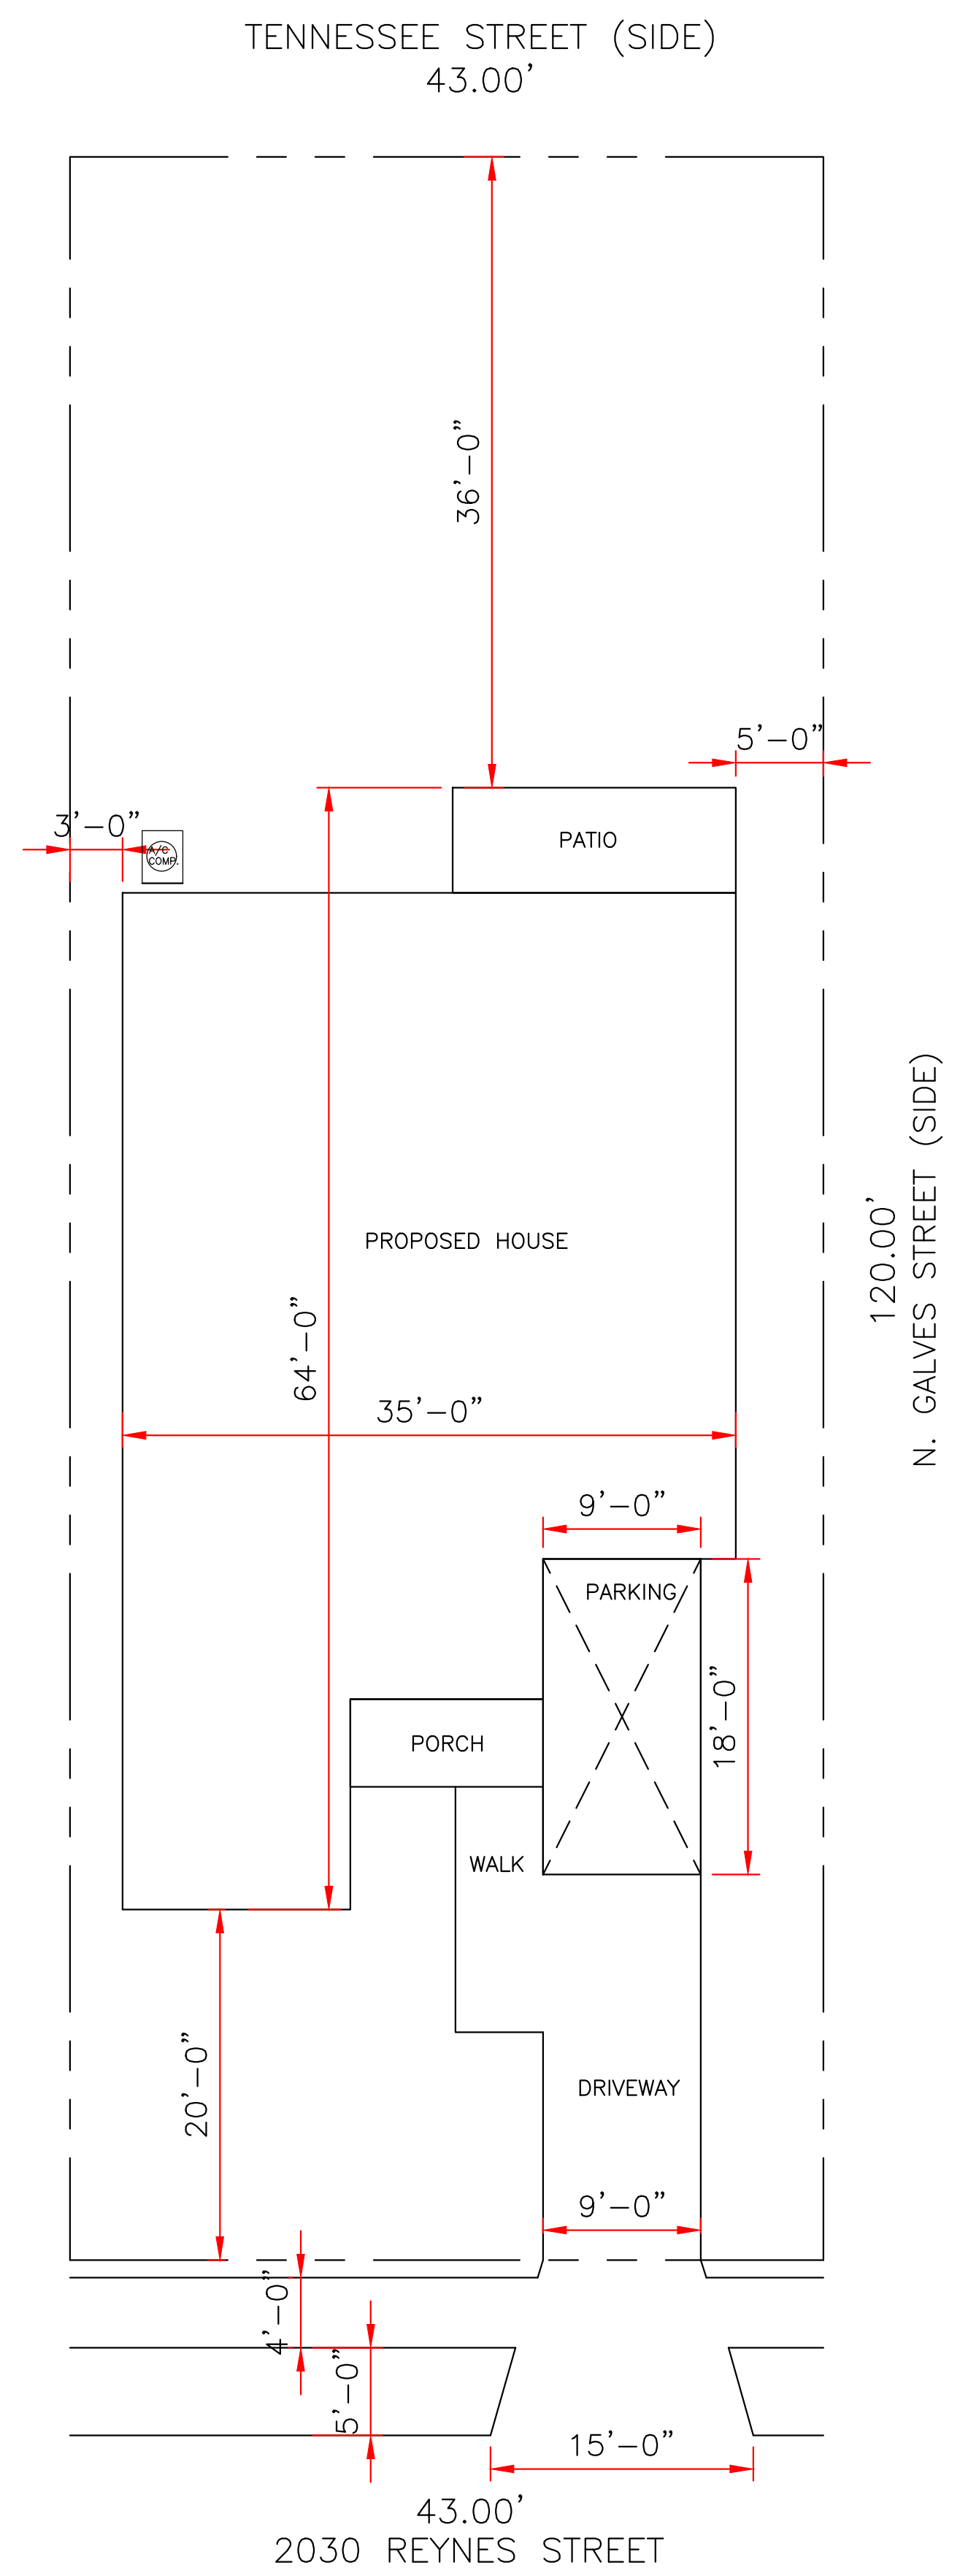 TENNESSEE STREET (SIDE)
43.00'
36'-0"
5'-0"
3'-0"
A/C
COMP.
PATIO
120.00'
N. GALVES STREET (SIDE)
PROPOSED HOUSE
64'-0"
35'-0"
9'-0"
PARKING
18'-0"
PORCH
WALK
20'-0"
DRIVEWAY
9'-0"
4'-0"
5'-0"
15'-0"
43.00'
2030 REYNES STREET